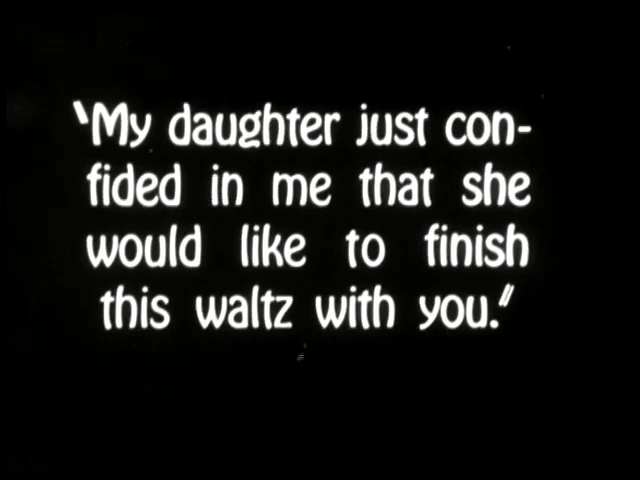 "My daughter just con-
fided in me that she
would like to finish
this waltz with you."